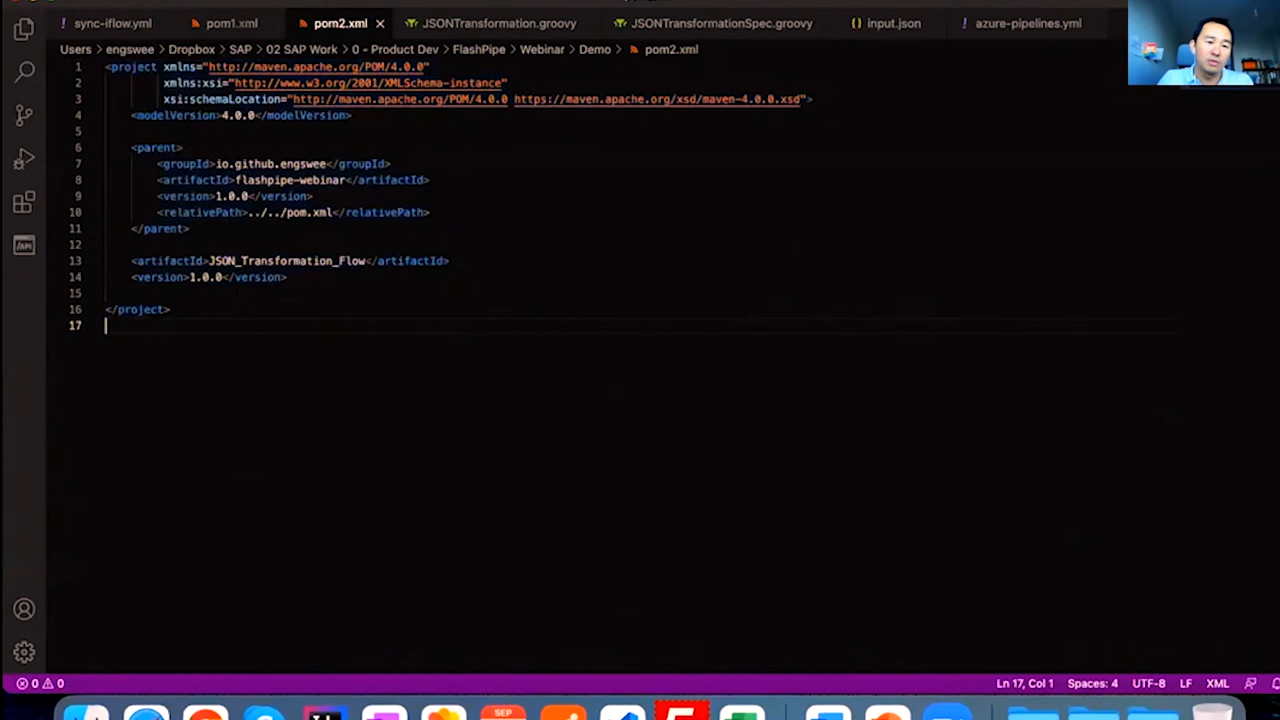 sync-iflow.yml pom1.xml pom2.xml JSONTransformation.groovy JSONTransformationSpec.groovy input.json azure-pipelines.yml
Users > engswee > Dropbox > SAP > 02 SAP Work > 0 - Product Dev > FlashPipe > Webinar > Demo > pom2.xml
1 <project xmlns="http://maven.apache.org/POM/4.0.0"
2 xmlns:xsi="http://www.w3.org/2001/XMLSchema-instance"
3 xsi:schemaLocation="http://maven.apache.org/POM/4.0.0 https://maven.apache.org/xsd/maven-4.0.0.xsd">
4 <modelVersion>4.0.0</modelVersion>
5
6 <parent>
7 <groupId>io.github.engswee</groupId>
8 <artifactId>flashpipe-webinar</artifactId>
9 <version>1.0.0</version>
10 <relativePath>../../pom.xml</relativePath>
11 </parent>
12
13 <artifactId>JSON_Transformation_Flow</artifactId>
14 <version>1.0.0</version>
15
16 </project>
17
0 0 Ln 17, Col 1 Spaces: 4 UTF-8 LF XML
SEP